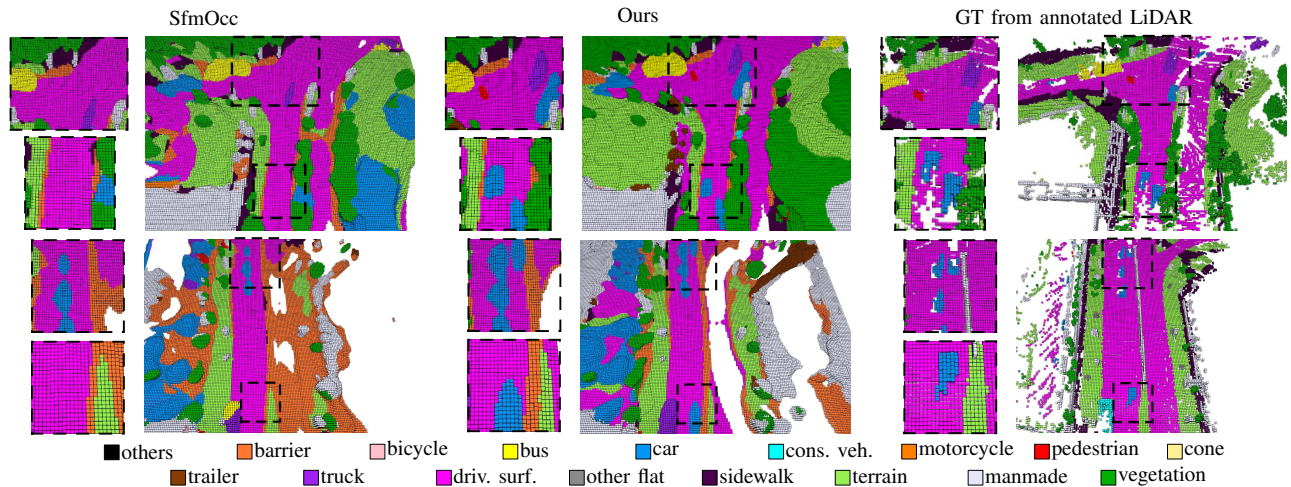 SfmOcc Ours GT from annotated LiDAR
others barrier bicycle bus car cons. veh. motorcycle pedestrian cone
trailer truck driv. surf. other flat sidewalk terrain manmade vegetation